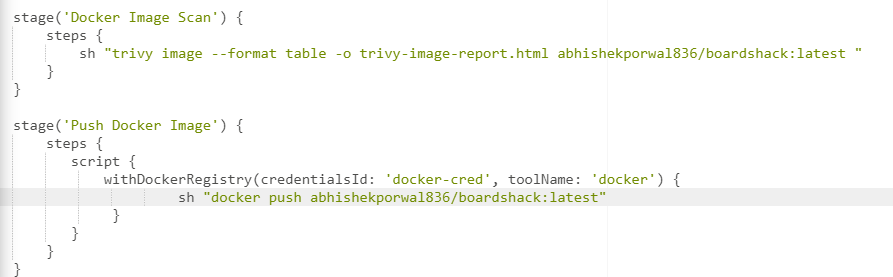 stage('Docker Image Scan') {
steps {
sh "trivy image --format table -o trivy-image-report.html abhishekporwal836/boardshack:latest "
}
}
stage('Push Docker Image') {
steps {
script {
withDockerRegistry(credentialsId: 'docker-cred', toolName: 'docker') {
sh "docker push abhishekporwal836/boardshack:latest"
}
}
}
}